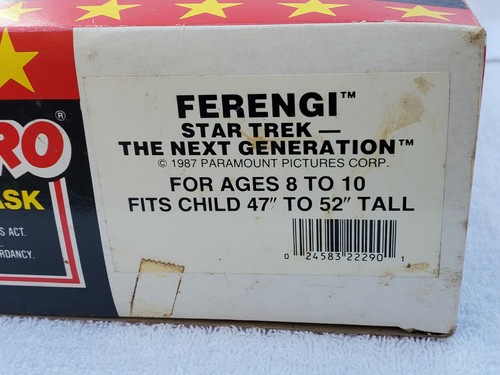 FERENGI™
STAR TREK —
THE NEXT GENERATION™
© 1987 PARAMOUNT PICTURES CORP.
FOR AGES 8 TO 10
FITS CHILD 47" TO 52" TALL
0 24583 22290 1
RO®
ASK
S ACT.
RDANCY.